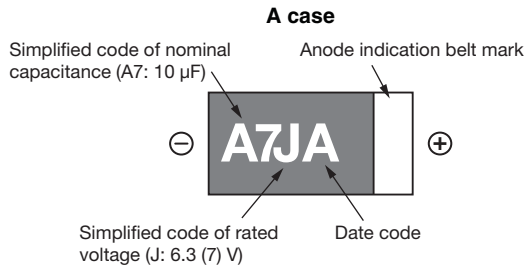 A case
Simplified code of nominal
capacitance (A7: 10 µF)
Anode indication belt mark
⊖
A7JA
⊕
Simplified code of rated
voltage (J: 6.3 (7) V)
Date code